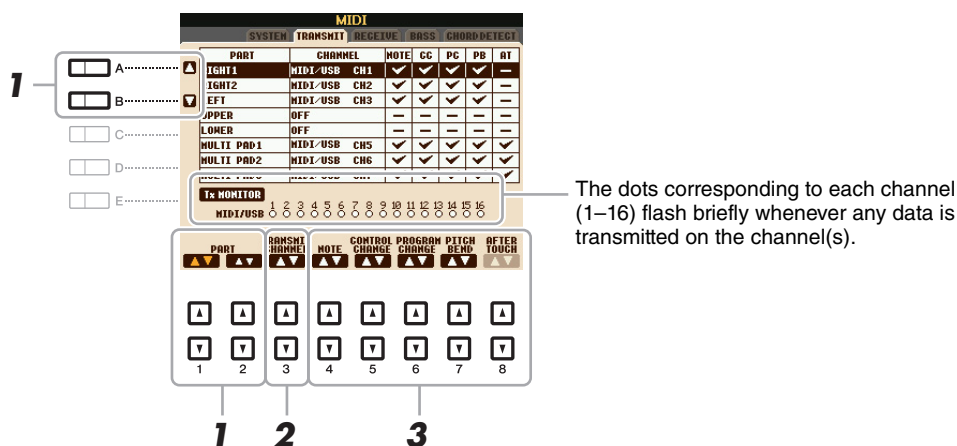 MIDI
SYSTEM TRANSMIT RECEIVE BASS CHORD DETECT
PART CHANNEL NOTE CC PC PB AT
IGHT1 MIDI/USB CH1
IGHT2 MIDI/USB CH2
EFT MIDI/USB CH3
UPPER OFF
LOWER OFF
MULTI PAD1 MIDI/USB CH5
MULTI PAD2 MIDI/USB CH6
Tx MONITOR
1 2 3 4 5 6 7 8 9 10 11 12 13 14 15 16
MIDI/USB
1
A
B
C
D
E
The dots corresponding to each channel
(1–16) flash briefly whenever any data is
transmitted on the channel(s).
PART
RANSMI
CHANNEL
NOTE
CONTROL
CHANGE
PROGRAM
CHANGE
PITCH
BEND
AFTER
TOUCH
1 2 3 4 5 6 7 8
1 2 3